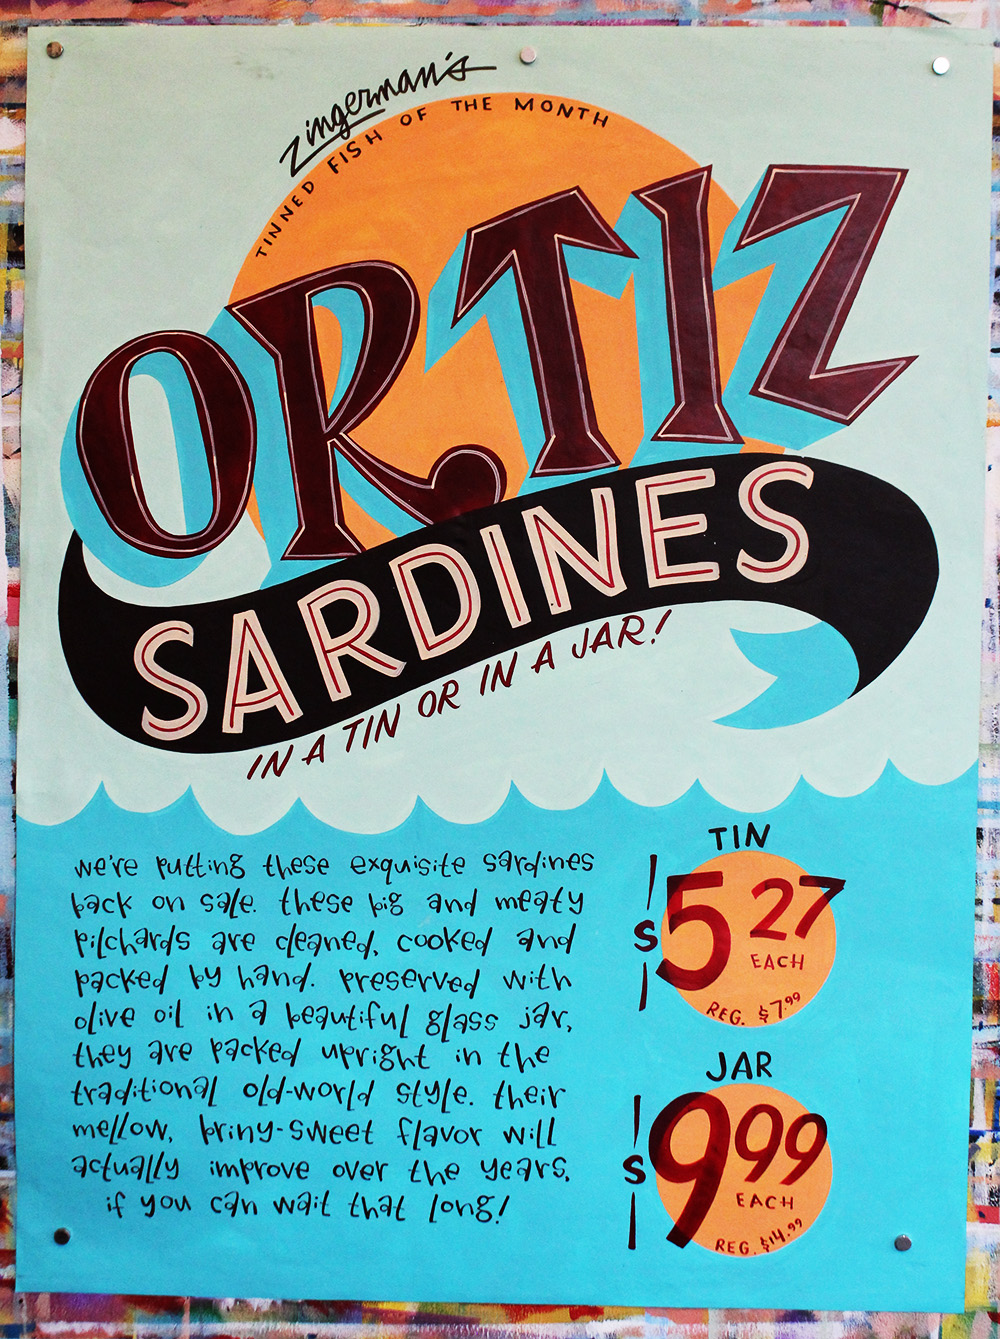 Zingerman's
TINNED FISH OF THE MONTH
ORTIZ
SARDINES
IN A TIN OR IN A JAR!
we're putting these exquisite sardines
back on sale. these big and meaty
pilchards are cleaned, cooked and
packed by hand. preserved with
olive oil in a beautiful glass jar,
they are packed upright in the
traditional old-world style. their
mellow, briny-sweet flavor will
actually improve over the years,
if you can wait that long!
TIN
$5 27
EACH
REG. $7.99
JAR
$9 99
EACH
REG. $14.99